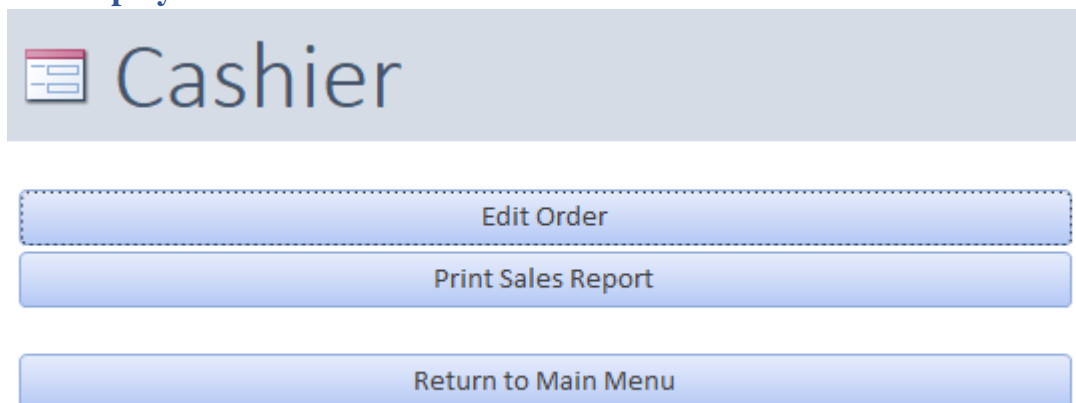 Cashier
Edit Order
Print Sales Report
Return to Main Menu